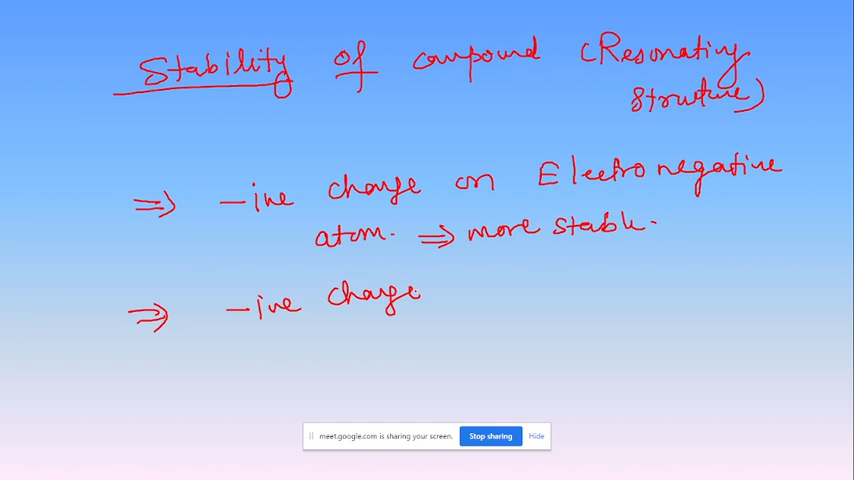 Stability of compound (Resonating
structure)
⇒ -ive charge on Electronegative
atom. ⇒ more stable.
⇒ -ive charge
meet.google.com is sharing your screen. Stop sharing Hide